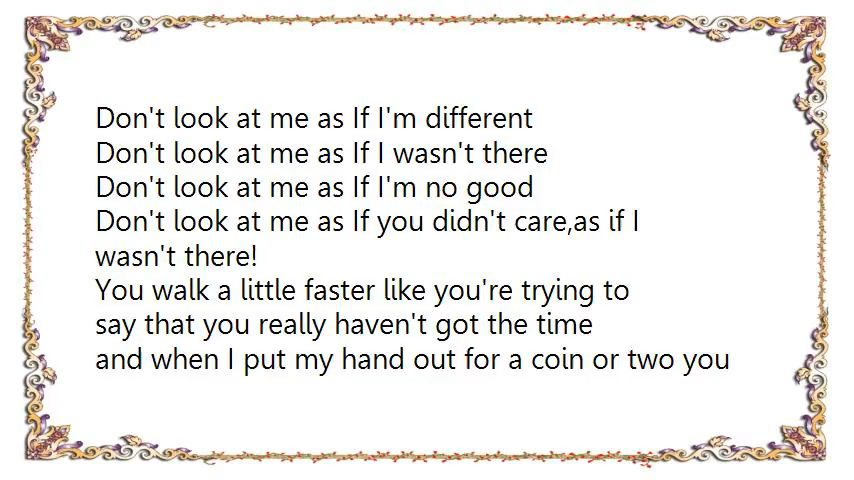 Don't look at me as If I'm different
Don't look at me as If I wasn't there
Don't look at me as If I'm no good
Don't look at me as If you didn't care,as if I
wasn't there!
You walk a little faster like you're trying to
say that you really haven't got the time
and when I put my hand out for a coin or two you